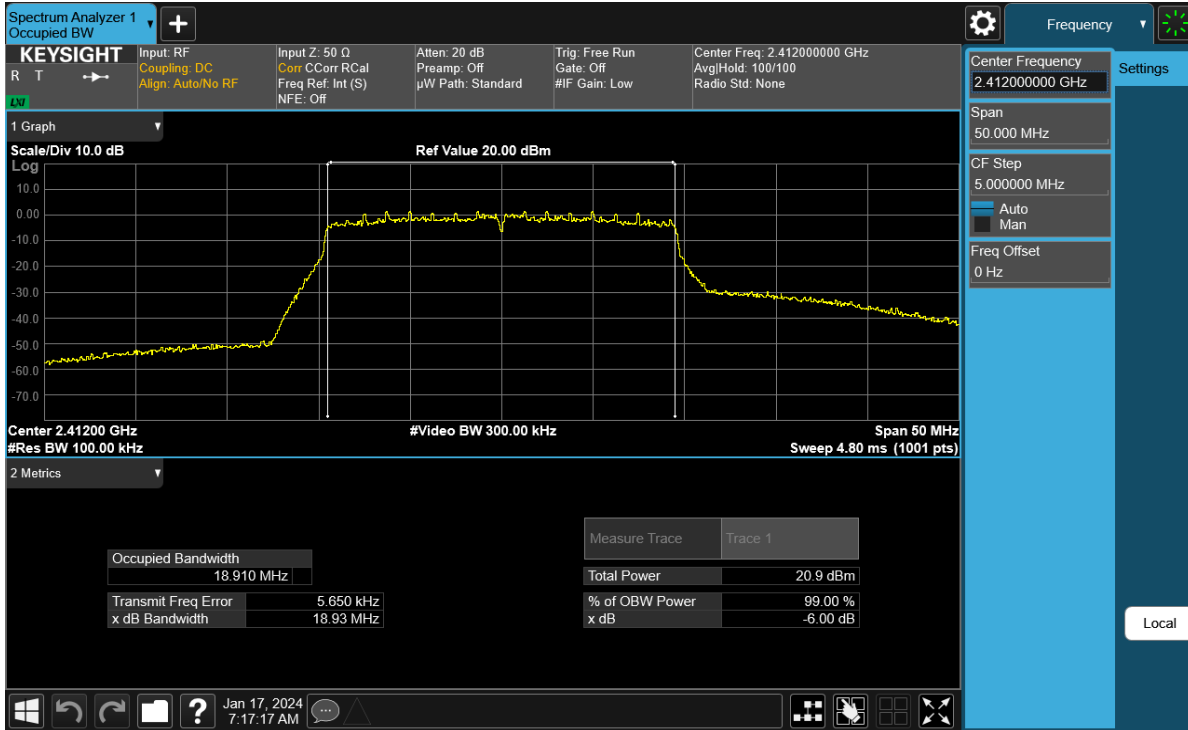 Spectrum Analyzer 1
Occupied BW
Frequency
KEYSIGHT
R T
LXI
Input: RF
Coupling: DC
Align: Auto/No RF
Input Z: 50 Ω
Corr CCorr RCal
Freq Ref: Int (S)
NFE: Off
Atten: 20 dB
Preamp: Off
µW Path: Standard
Trig: Free Run
Gate: Off
#IF Gain: Low
Center Freq: 2.412000000 GHz
Avg|Hold: 100/100
Radio Std: None
Center Frequency
2.412000000 GHz
Settings
Span
50.000 MHz
CF Step
5.000000 MHz
Auto
Man
Freq Offset
0 Hz
Local
1 Graph
Scale/Div 10.0 dB
Ref Value 20.00 dBm
Log
10.0
0.00
-10.0
-20.0
-30.0
-40.0
-50.0
-60.0
-70.0
Center 2.41200 GHz
#Video BW 300.00 kHz
Span 50 MHz
#Res BW 100.00 kHz
Sweep 4.80 ms (1001 pts)
2 Metrics
Measure Trace Trace 1
Occupied Bandwidth
18.910 MHz
Total Power 20.9 dBm
Transmit Freq Error 5.650 kHz
% of OBW Power 99.00 %
x dB Bandwidth 18.93 MHz
x dB -6.00 dB
?
Jan 17, 2024
7:17:17 AM